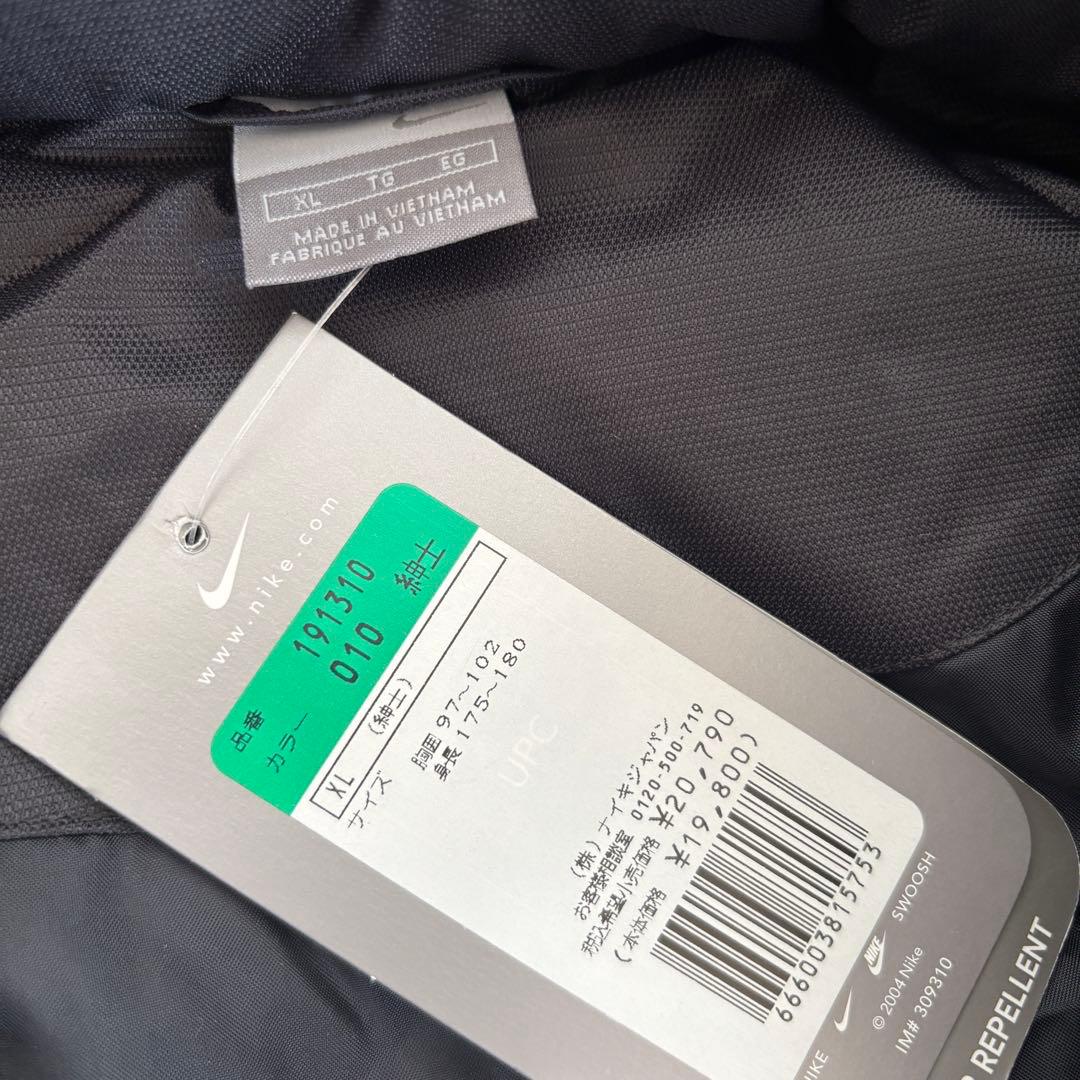 XL TG EG
MADE IN VIETNAM
FABRIQUE AU VIETNAM
www.nike.com
品番 191310 紳士
カラー 010
XL (紳士)
サイズ 胸囲 97〜102
身長 175〜180
UPC
(株) ナイキジャパン
お客様相談室 0120-500-719
税込希望小売価格 ¥20,790
(本体価格 ¥19,800)
6660003815753
NIKE SWOOSH
© 2004 Nike
IM# 309310
REPELLENT